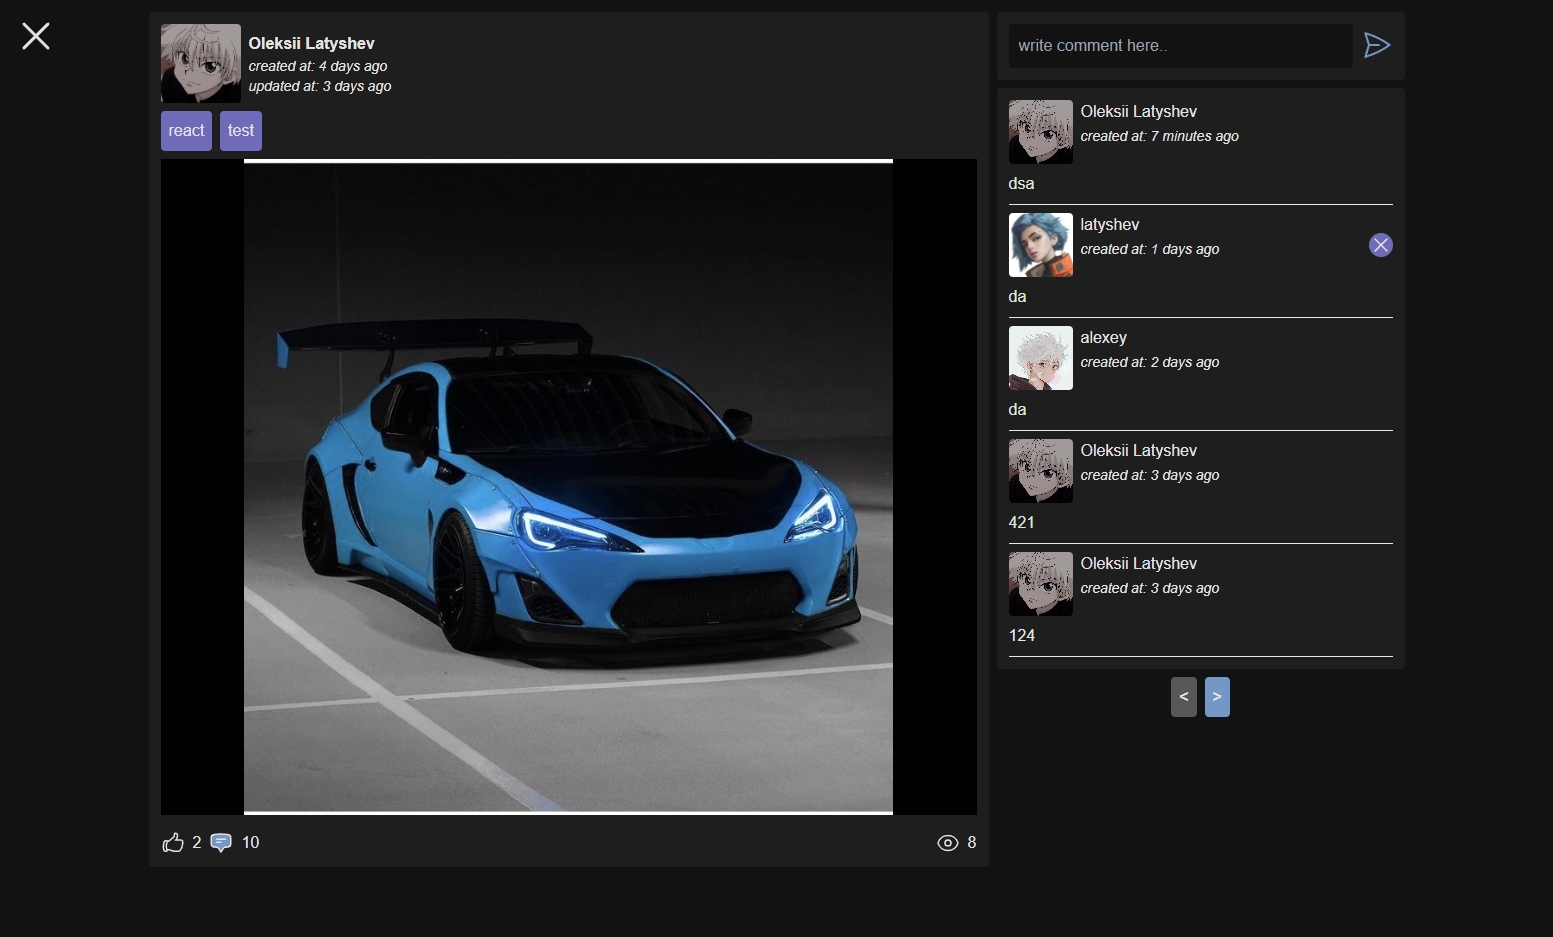 Oleksii Latyshev
created at: 4 days ago
updated at: 3 days ago
react
test
2
10
8
write comment here..
Oleksii Latyshev
created at: 7 minutes ago
dsa
latyshev
created at: 1 days ago
da
alexey
created at: 2 days ago
da
Oleksii Latyshev
created at: 3 days ago
421
Oleksii Latyshev
created at: 3 days ago
124
< >